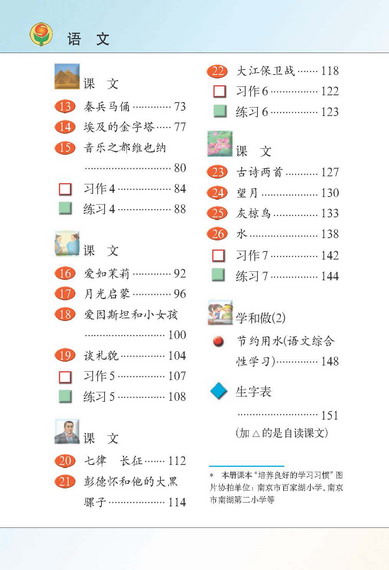 语 文
课 文
13 秦兵马俑 ············· 73
14 埃及的金字塔 ····· 77
15 音乐之都维也纳
···························· 80
习作4 ·················· 84
练习4 ·················· 88
课 文
16 爱如茉莉 ············· 92
17 月光启蒙 ············· 96
18 爱因斯坦和小女孩
·························· 100
19 谈礼貌 ··············· 104
习作5 ················ 107
练习5 ················ 108
课 文
20 七律 长征 ······· 112
21 彭德怀和他的大黑
骡子 ··················· 114
22 大江保卫战 ······· 118
习作6 ················ 122
练习6 ················ 123
课 文
23 古诗两首 ··········· 127
24 望月 ·················· 130
25 灰椋鸟 ··············· 133
26 水 ····················· 138
习作7 ················ 142
练习7 ················ 144
学和做(2)
节约用水(语文综合
性学习) ·············· 148
生字表
··························· 151
(加△的是自读课文)
* 本册课本“培养良好的学习习惯”图
片协拍单位:南京市百家湖小学、南京
市南湖第二小学等